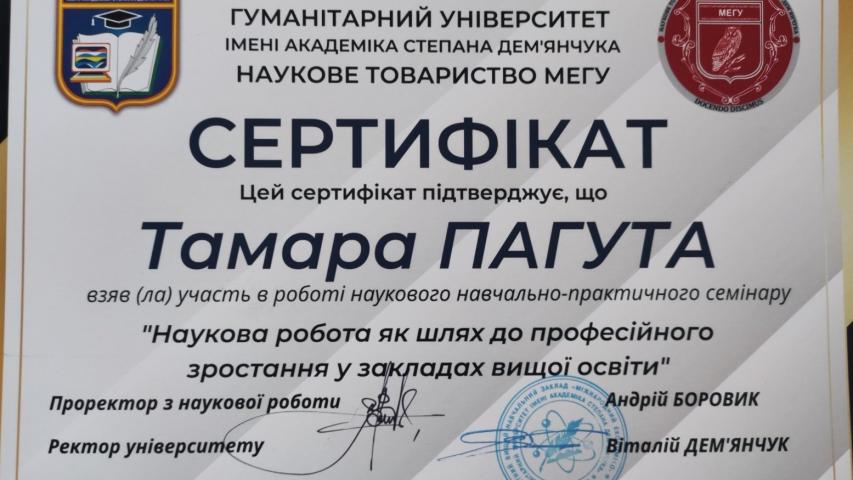 ГУМАНІТАРНИЙ УНІВЕРСИТЕТ
ІМЕНІ АКАДЕМІКА СТЕПАНА ДЕМ'ЯНЧУКА
НАУКОВЕ ТОВАРИСТВО МЕГУ
МЕГУ
DOCENDO DISCIMUS
СЕРТИФІКАТ
Цей сертифікат підтверджує, що
Тамара ПАГУТА
взяв (ла) участь в роботі наукового навчально-практичного семінару
"Наукова робота як шлях до професійного
зростання у закладах вищої освіти"
Проректор з наукової роботи
Андрій БОРОВИК
Ректор університету
Віталій ДЕМ'ЯНЧУК